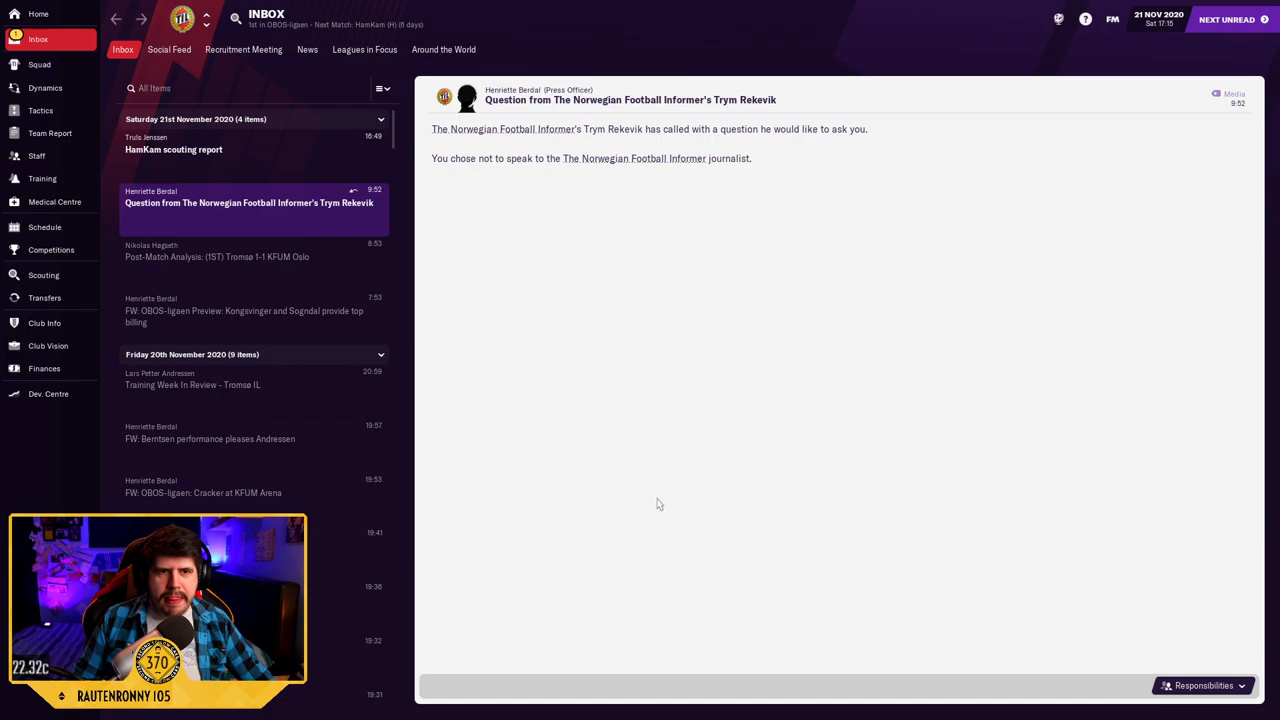 Home
1
Inbox
Squad
Dynamics
Tactics
Team Report
Staff
Training
Medical Centre
Schedule
Competitions
Scouting
Transfers
Club Info
Club Vision
Finances
Dev. Centre
TIL
INBOX
1st in OBOS-ligaen - Next Match: HamKam (H) (6 days)
FM
21 NOV 2020
Sat 17:15
NEXT UNREAD
Inbox
Social Feed
Recruitment Meeting
News
Leagues in Focus
Around the World
All Items
Saturday 21st November 2020 (4 items)
Truls Jenssen
16:49
HamKam scouting report
Henriette Berdal
9:52
Question from The Norwegian Football Informer's Trym Rekevik
Nikolas Høgseth
8:53
Post-Match Analysis: (1ST) Tromsø 1-1 KFUM Oslo
Henriette Berdal
7:53
FW: OBOS-ligaen Preview: Kongsvinger and Sogndal provide top
billing
Friday 20th November 2020 (9 items)
Lars Petter Andressen
20:59
Training Week In Review - Tromsø IL
Henriette Berdal
19:57
FW: Berntsen performance pleases Andressen
Henriette Berdal
19:53
FW: OBOS-ligaen: Cracker at KFUM Arena
19:41
19:36
19:32
19:31
Henriette Berdal (Press Officer)
Question from The Norwegian Football Informer's Trym Rekevik
Media
9:52
The Norwegian Football Informer's Trym Rekevik has called with a question he would like to ask you.
You chose not to speak to the The Norwegian Football Informer journalist.
Responsibilities
22.32c
370
RAUTENRONNY 105